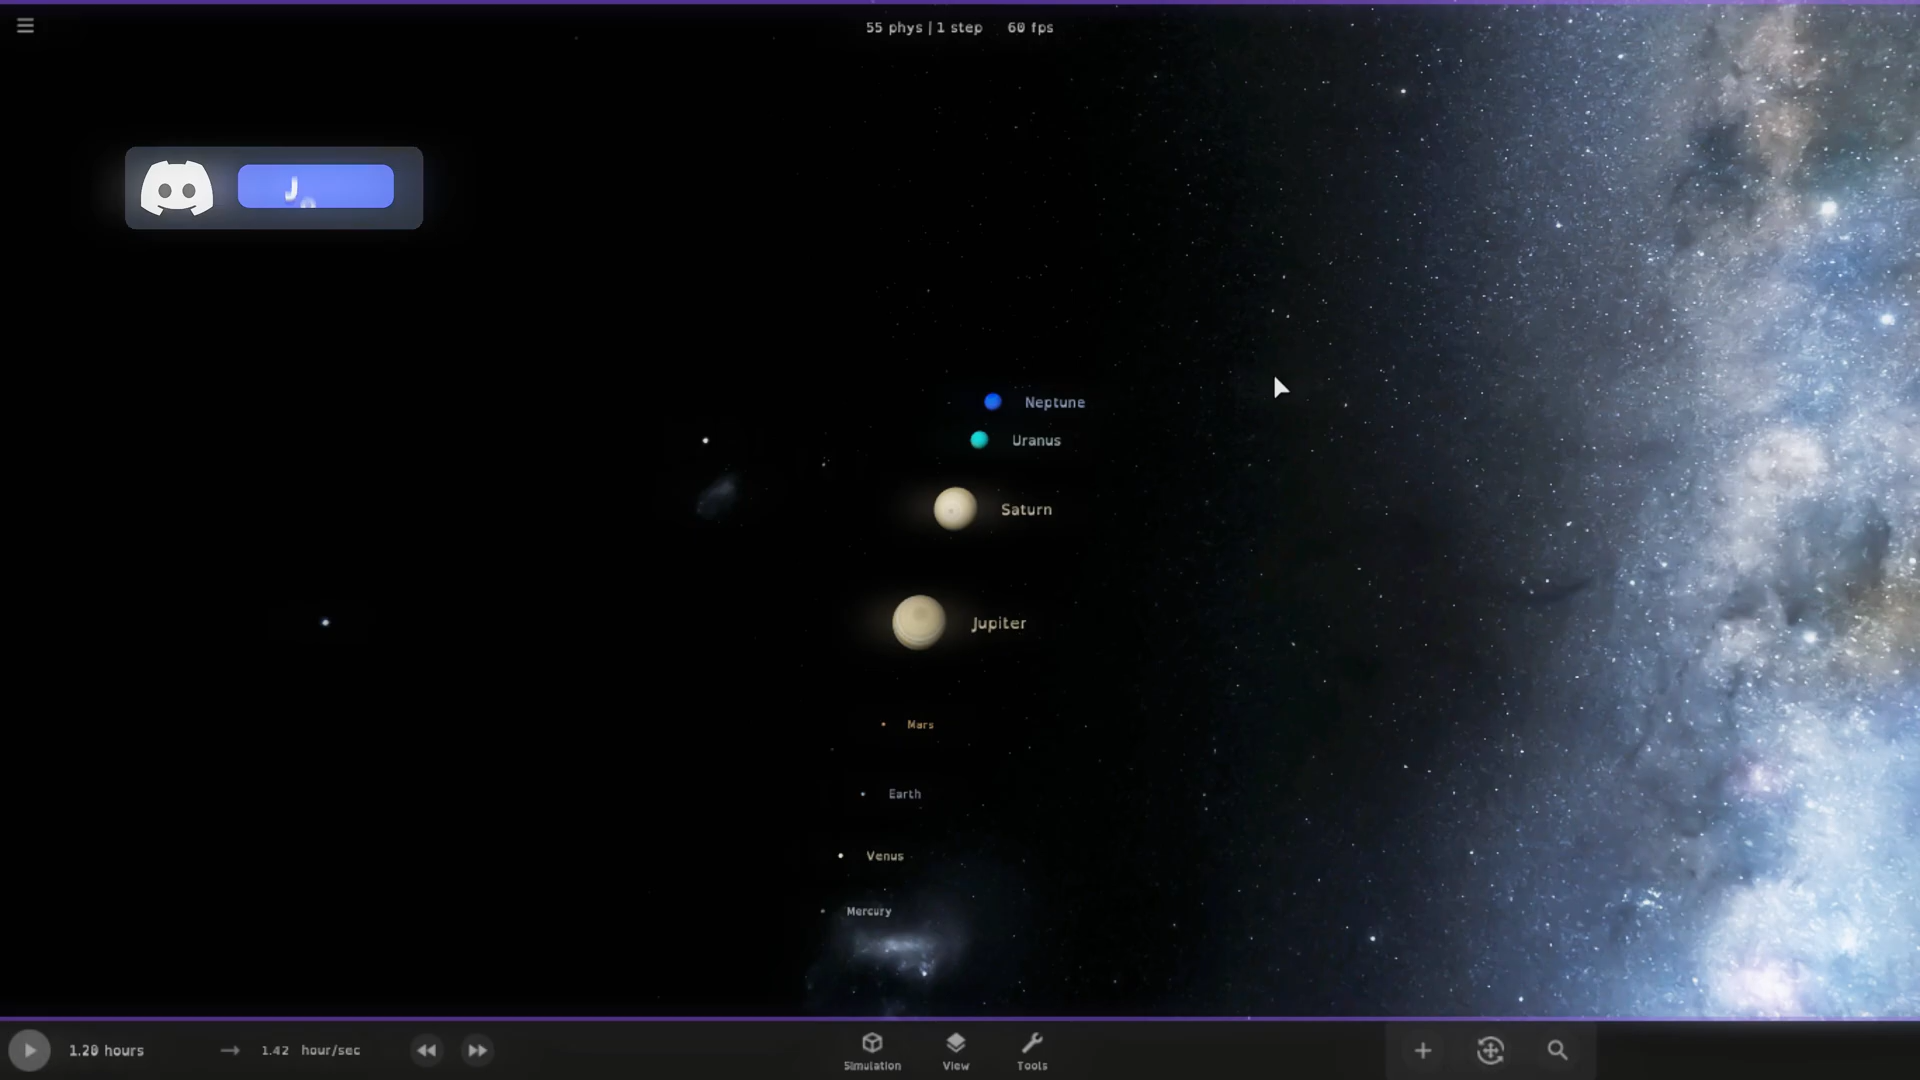 55 phys | 1 step 60 fps
J
Neptune
Uranus
Saturn
Jupiter
Mars
Earth
Venus
Mercury
1.20 hours → 1.42 hour/sec
Simulation View Tools